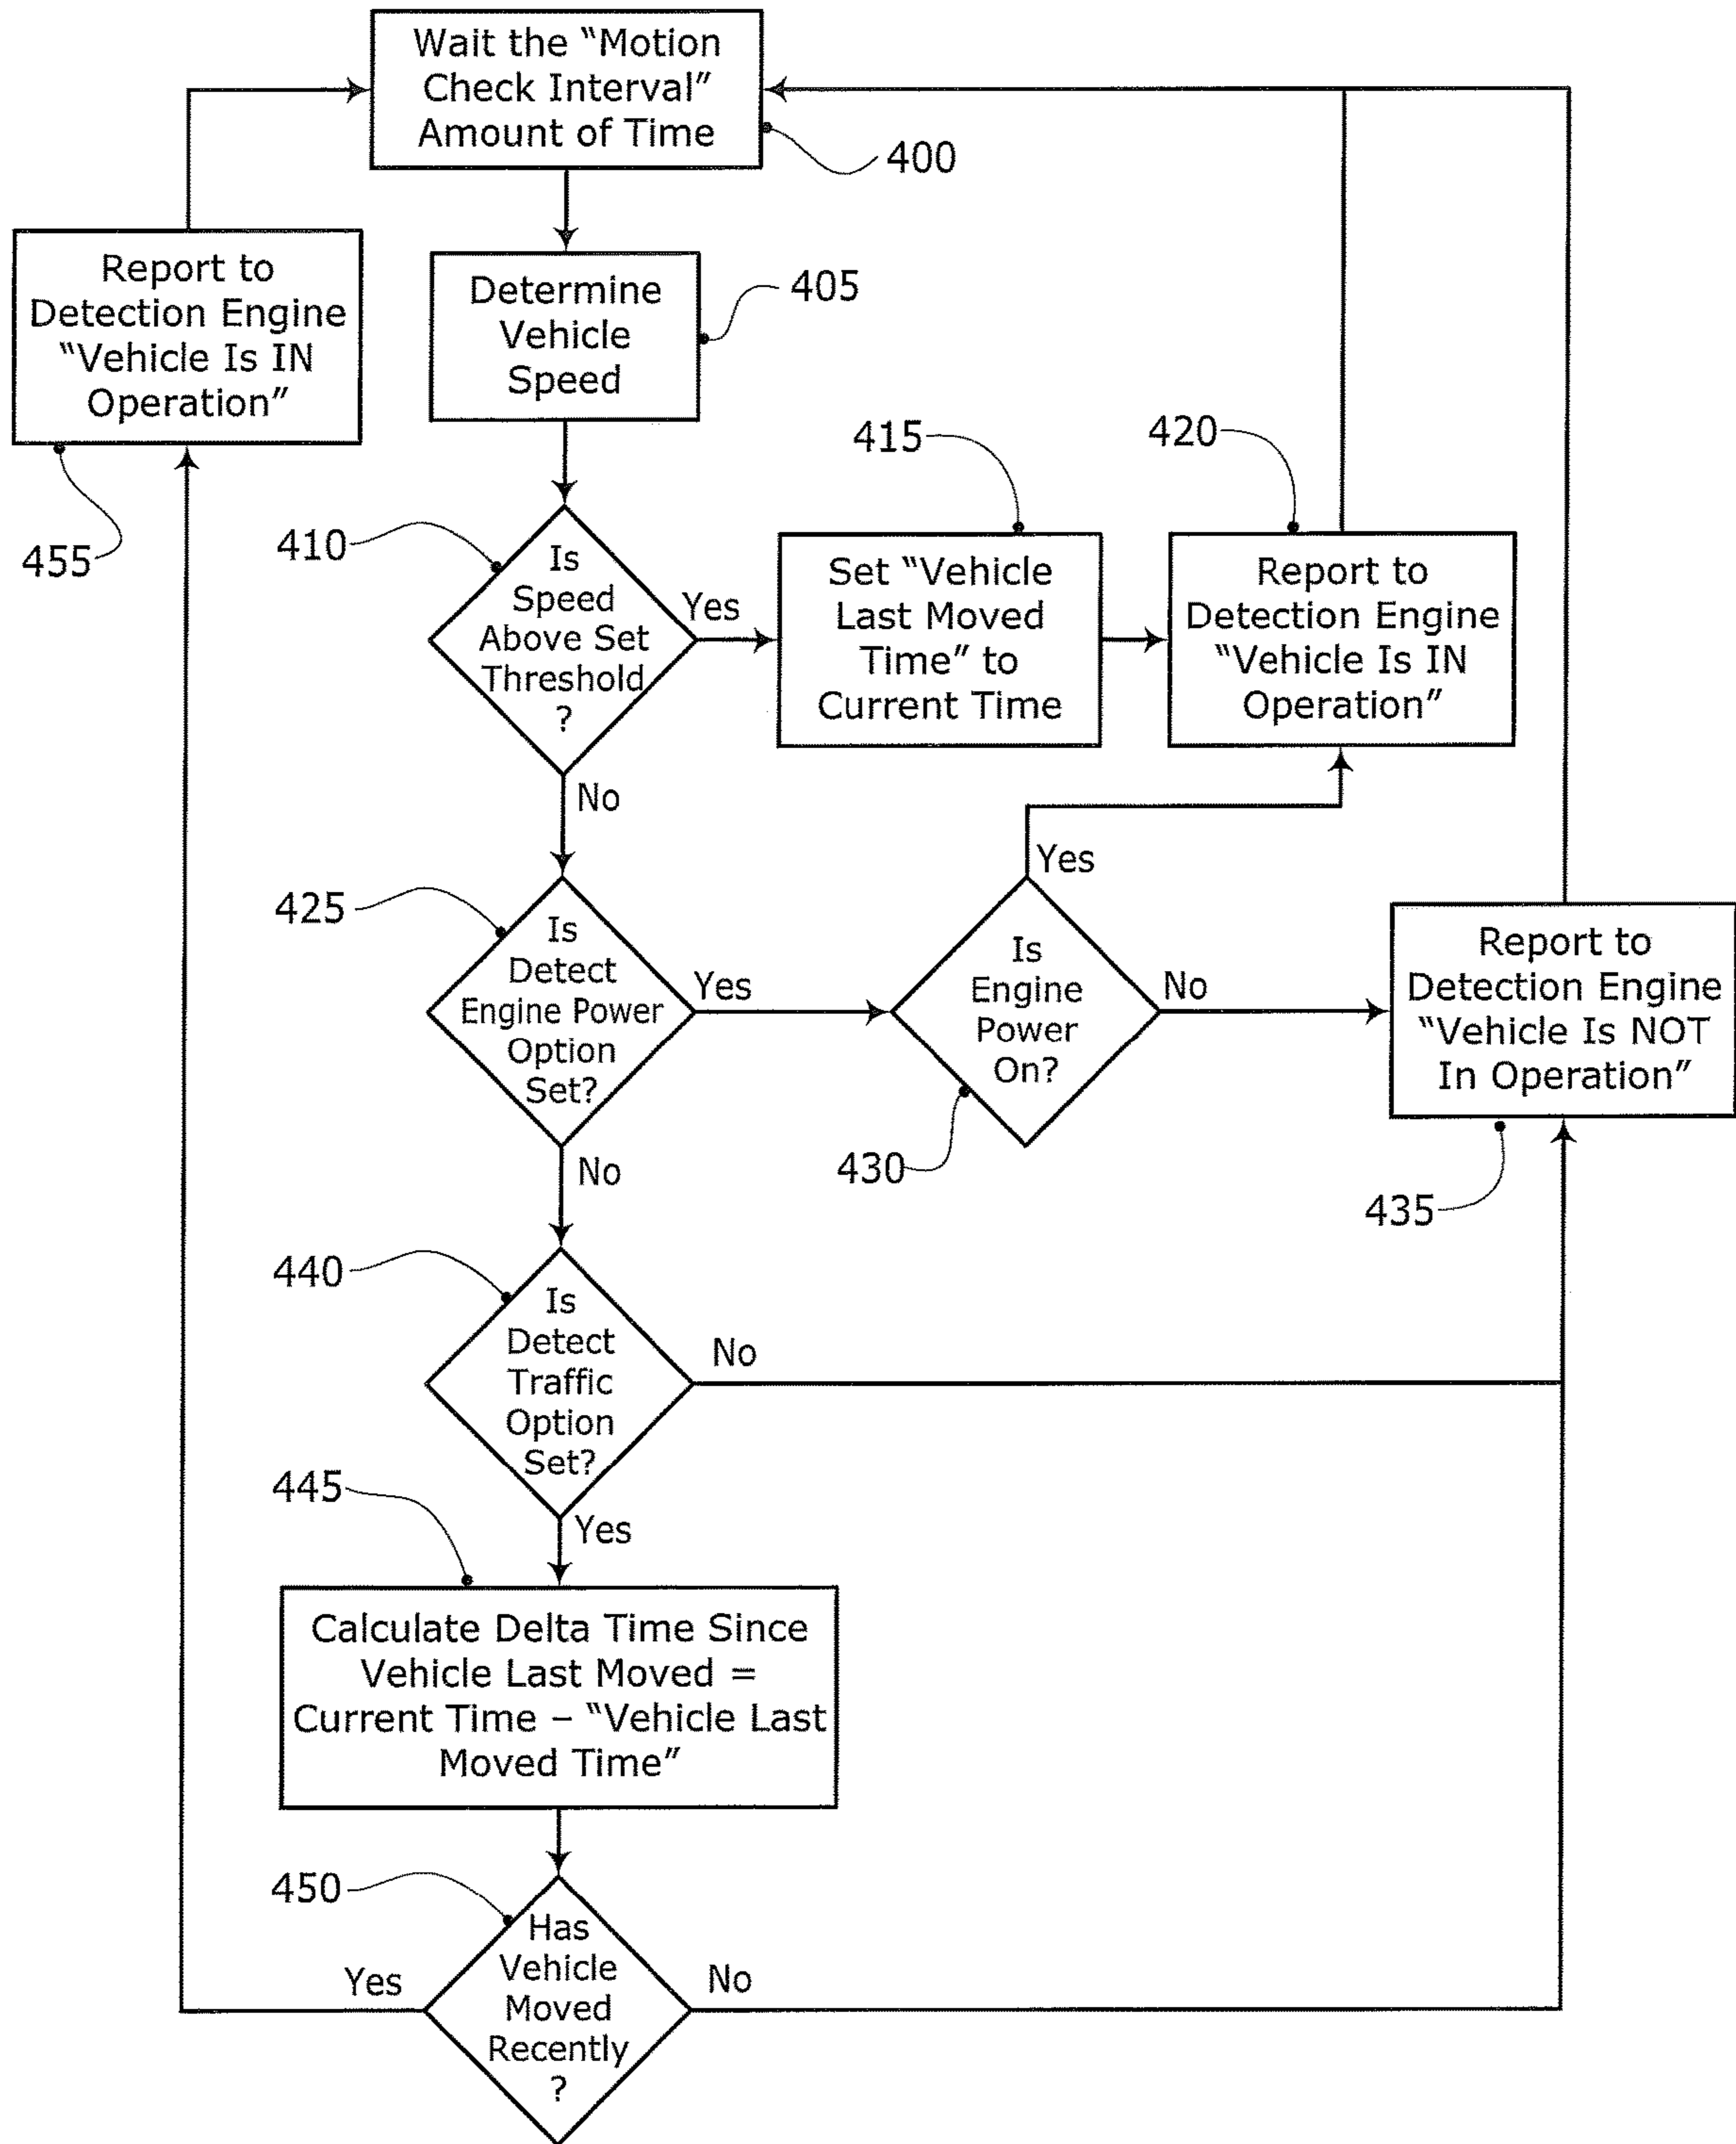 Wait the “Motion
Check Interval”
Amount of Time
400
Report to
Detection Engine
“Vehicle Is IN
Operation”
455
Determine
Vehicle
Speed
405
410
Is
Speed
Above Set
Threshold
?
Yes
No
415
Set “Vehicle
Last Moved
Time” to
Current Time
420
Report to
Detection Engine
“Vehicle Is IN
Operation”
425
Is
Detect
Engine Power
Option
Set?
Yes
No
Is
Engine
Power
On?
Yes
No
430
Report to
Detection Engine
“Vehicle Is NOT
In Operation”
435
440
Is
Detect
Traffic
Option
Set?
No
Yes
445
Calculate Delta Time Since
Vehicle Last Moved =
Current Time – “Vehicle Last
Moved Time”
450
Has
Vehicle
Moved
Recently
?
Yes
No